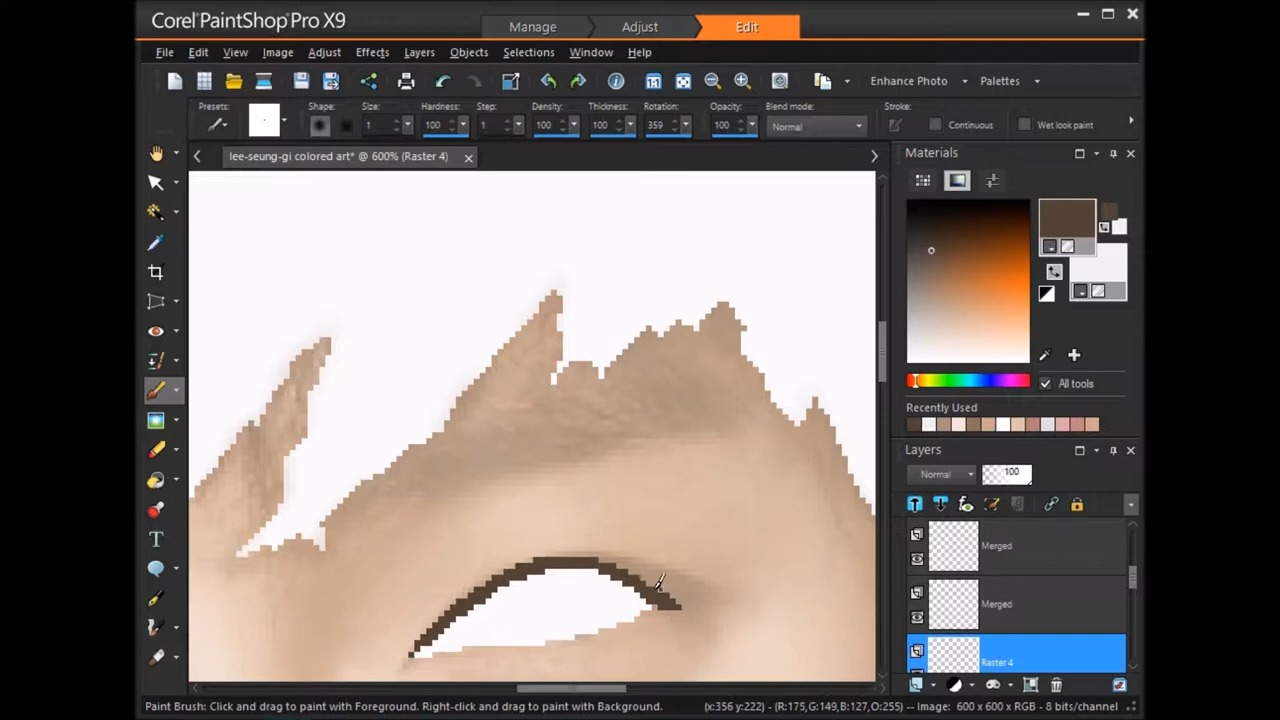 Corel PaintShop Pro X9
Manage Adjust Edit
File Edit View Image Adjust Effects Layers Objects Selections Window Help
Enhance Photo Palettes
Presets: Shape: Size: Hardness: Step: Density: Thickness: Rotation: Opacity: Blend mode: Stroke:
1 100 1 100 100 359 100 Normal Continuous Wet look paint
lee-seung-gi colored art* @ 600% (Raster 4)
Materials
All tools
Recently Used
Layers
Normal 100
Merged
Merged
Raster 4
Paint Brush: Click and drag to paint with Foreground. Right-click and drag to paint with Background.
(x:356 y:222) - (R:175,G:149,B:127,O:255) -- Image: 600 x 600 x RGB - 8 bits/channel